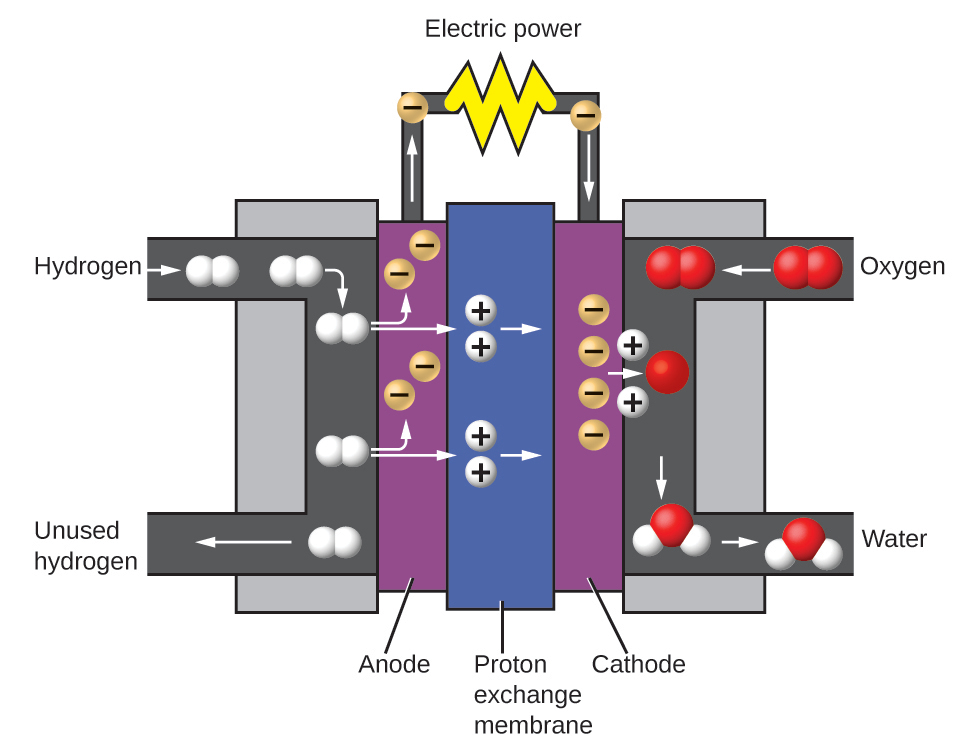 Electric power
Hydrogen
Oxygen
Unused
hydrogen
Water
Anode
Proton
exchange
membrane
Cathode